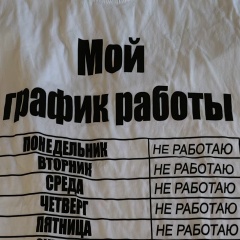 Мой
график работы
ПОНЕДЕЛЬНИК НЕ РАБОТАЮ
ВТОРНИК НЕ РАБОТАЮ
СРЕДА НЕ РАБОТАЮ
ЧЕТВЕРГ НЕ РАБОТАЮ
ПЯТНИЦА НЕ РАБОТАЮ